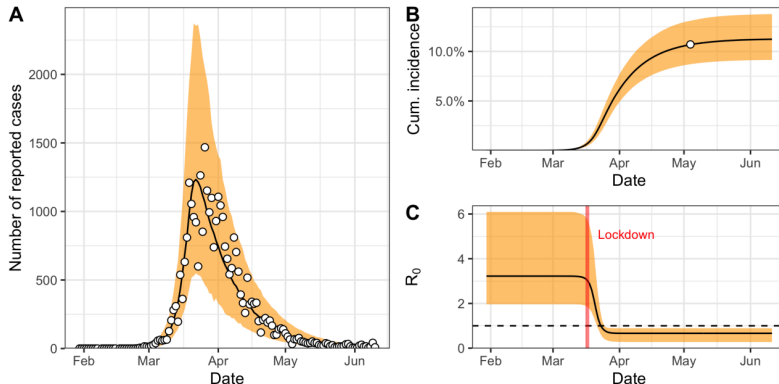 A
Number of reported cases
2000
1500
1000
500
0
Feb
Mar
Apr
May
Jun
Date
B
Cum. incidence
10.0%
5.0%
Feb
Mar
Apr
May
Jun
Date
C
R0
6
4
2
0
Lockdown
Feb
Mar
Apr
May
Jun
Date